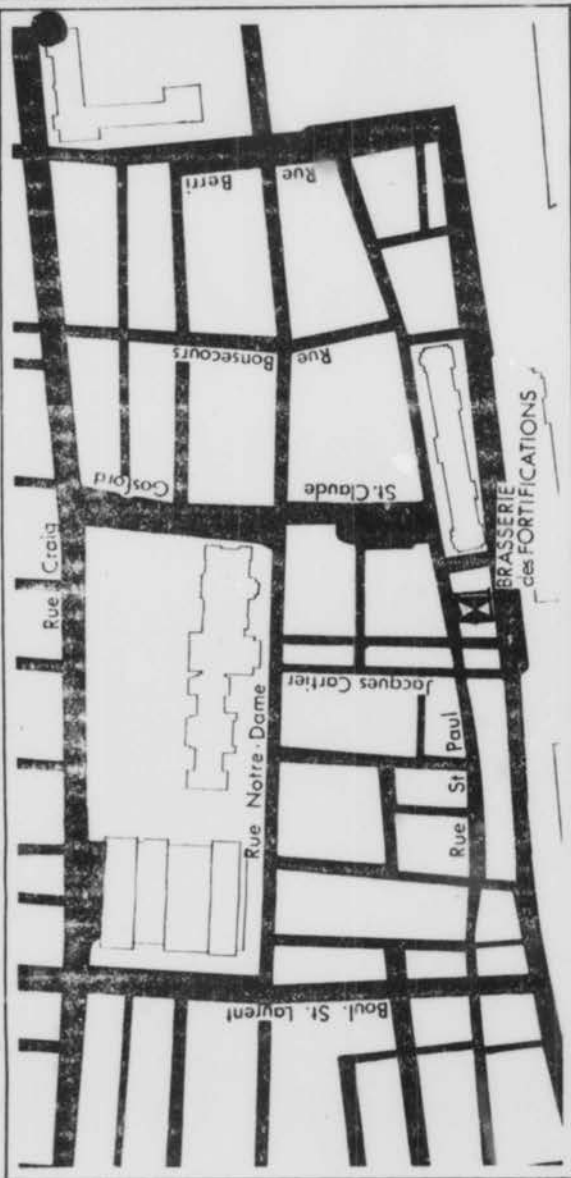 Rue Craig
Gosford
Rue Bonsecours
Rue Berri
Rue Notre-Dame
St. Claude
Jacques Cartier
Rue St Paul
Boul. St. Laurent
BRASSERIE
des FORTIFICATIONS